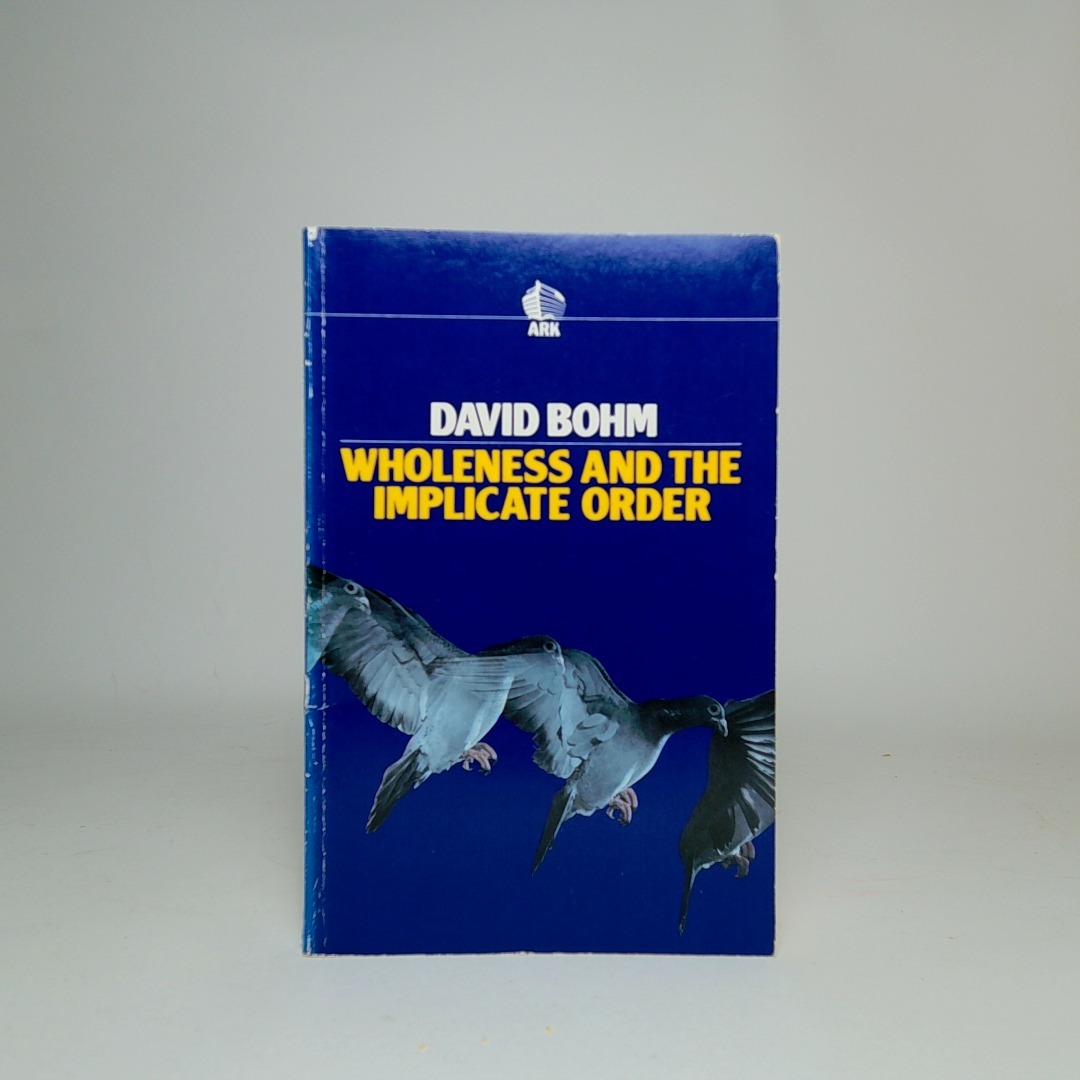 ARK
DAVID BOHM
WHOLENESS AND THE
IMPLICATE ORDER